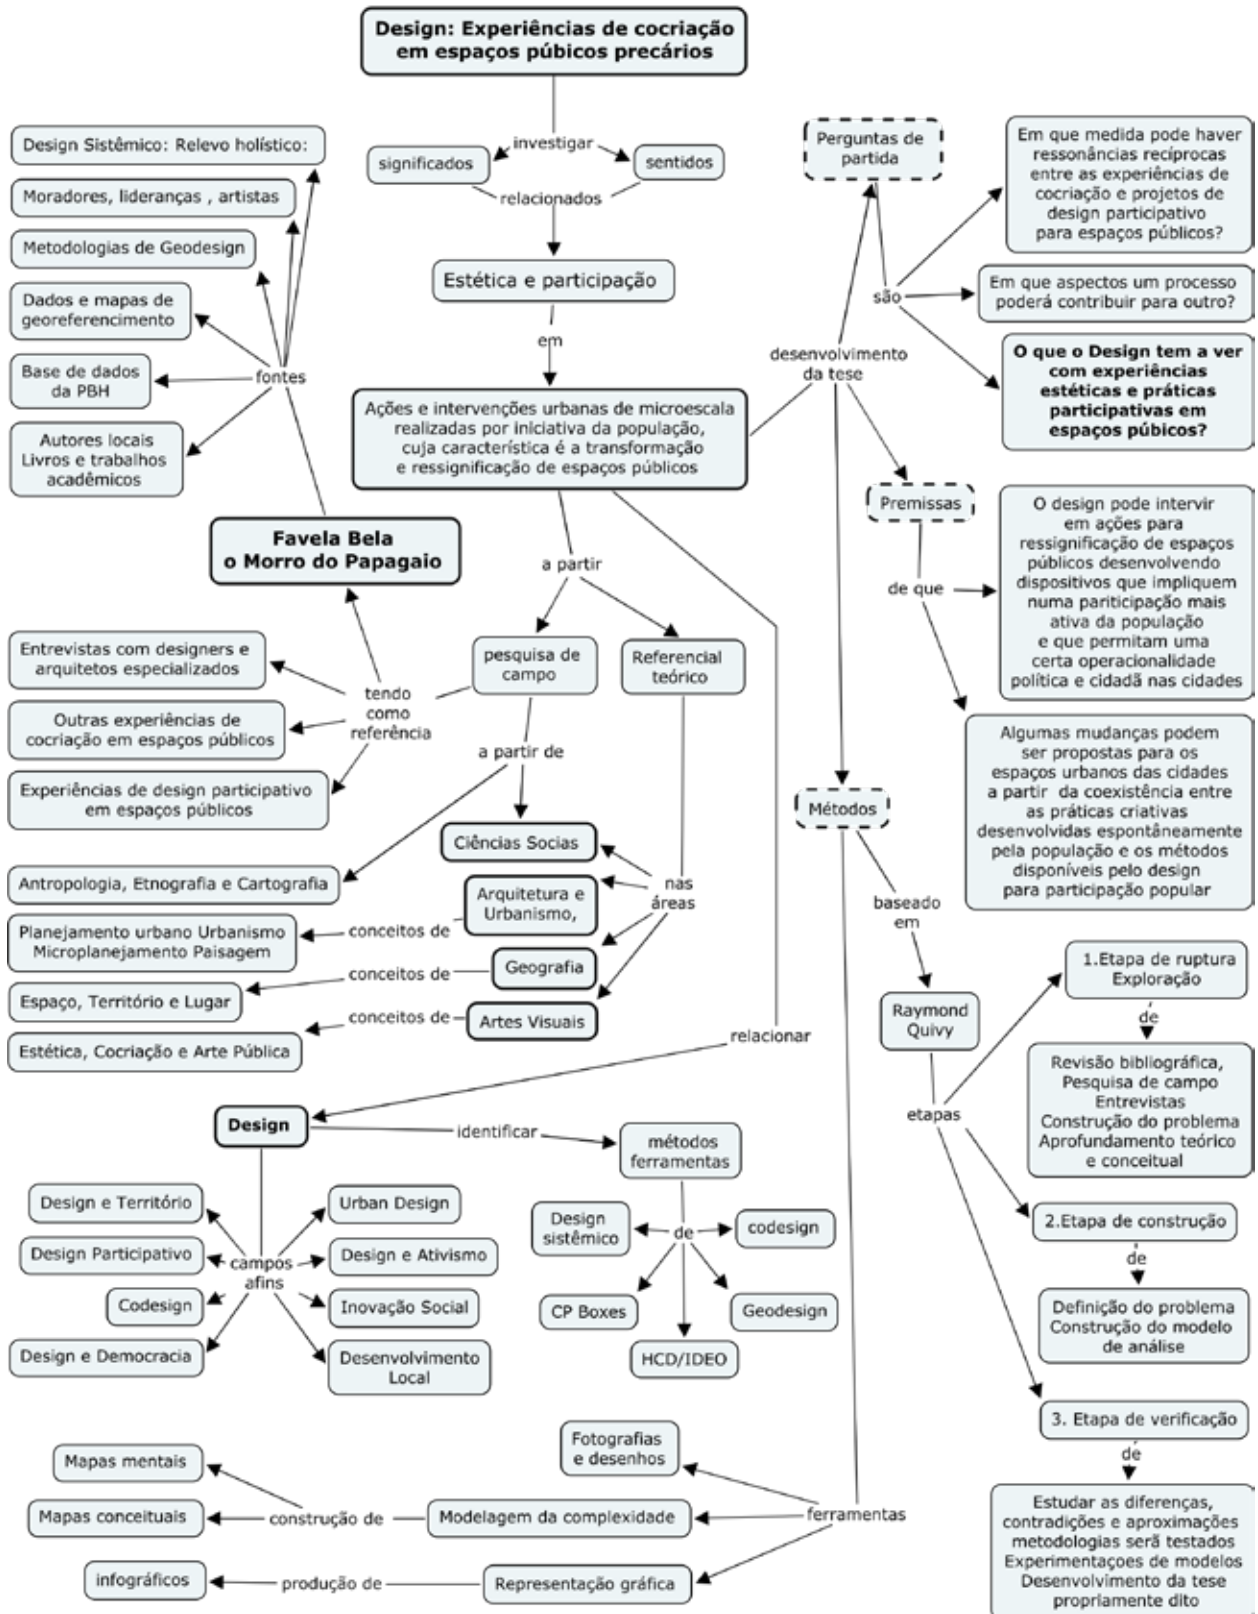 Design: Experiências de cocriação
em espaços púbicos precários
investigar
significados
sentidos
relacionados
Estética e participação
em
Ações e intervenções urbanas de microescala
realizadas por iniciativa da população,
cuja característica é a transformação
e ressignificação de espaços públicos
Design Sistêmico: Relevo holístico:
Moradores, lideranças , artistas
Metodologias de Geodesign
Dados e mapas de
georeferencimento
Base de dados
da PBH
Autores locais
Livros e trabalhos
acadêmicos
fontes
Favela Bela
o Morro do Papagaio
Perguntas de
partida
são
Em que medida pode haver
ressonâncias recíprocas
entre as experiências de
cocriação e projetos de
design participativo
para espaços públicos?
Em que aspectos um processo
poderá contribuir para outro?
O que o Design tem a ver
com experiências
estéticas e práticas
participativas em
espaços púbicos?
desenvolvimento
da tese
Premissas
de que
O design pode intervir
em ações para
ressignificação de espaços
públicos desenvolvendo
dispositivos que impliquem
numa pariticipação mais
ativa da população
e que permitam uma
certa operacionalidade
política e cidadã nas cidades
Algumas mudanças podem
ser propostas para os
espaços urbanos das cidades
a partir da coexistência entre
as práticas criativas
desenvolvidas espontâneamente
pela população e os métodos
disponíveis pelo design
para participação popular
a partir
pesquisa de
campo
Referencial
teórico
tendo
como
referência
Entrevistas com designers e
arquitetos especializados
Outras experiências de
cocriação em espaços públicos
Experiências de design participativo
em espaços públicos
a partir de
Ciências Socias
Arquitetura e
Urbanismo,
Geografia
Artes Visuais
nas
áreas
Antropologia, Etnografia e Cartografia
conceitos de
Planejamento urbano Urbanismo
Microplanejamento Paisagem
conceitos de
Espaço, Território e Lugar
conceitos de
Estética, Cocriação e Arte Pública
relacionar
Métodos
baseado
em
Raymond
Quivy
etapas
1.Etapa de ruptura
Exploração
de
Revisão bibliográfica,
Pesquisa de campo
Entrevistas
Construção do problema
Aprofundamento teórico
e conceitual
2.Etapa de construção
de
Definição do problema
Construção do modelo
de análise
3. Etapa de verificação
de
Estudar as diferenças,
contradições e aproximações
metodologias serã testados
Experimentaçoes de modelos
Desenvolvimento da tese
propriamente dito
Design
identificar
métodos
ferramentas
de
Design
sistêmico
codesign
CP Boxes
Geodesign
HCD/IDEO
campos
afins
Design e Território
Design Participativo
Codesign
Design e Democracia
Urban Design
Design e Ativismo
Inovação Social
Desenvolvimento
Local
ferramentas
Fotografias
e desenhos
Modelagem da complexidade
construção de
Mapas mentais
Mapas conceituais
Representação gráfica
produção de
infográficos